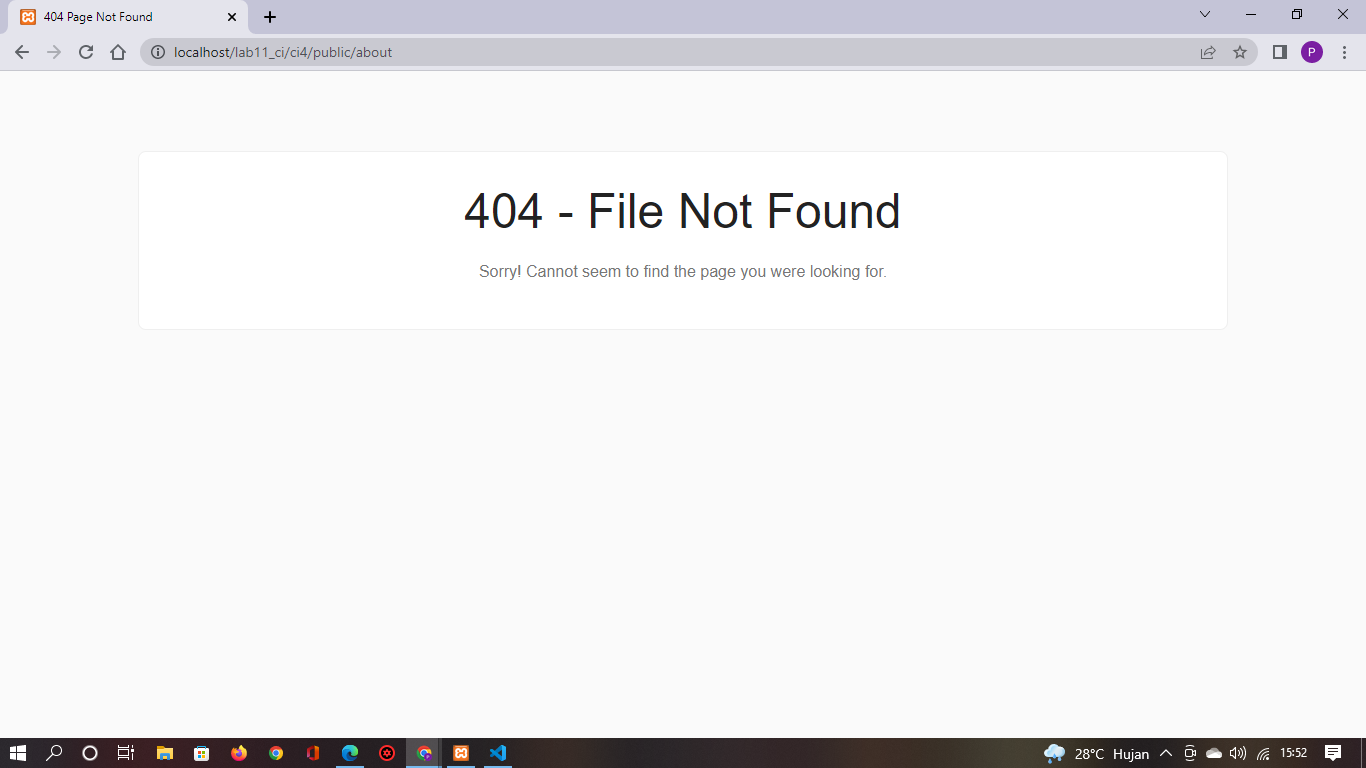 404 Page Not Found
localhost/lab11_ci/ci4/public/about
P
404 - File Not Found
Sorry! Cannot seem to find the page you were looking for.
28°C Hujan
15:52